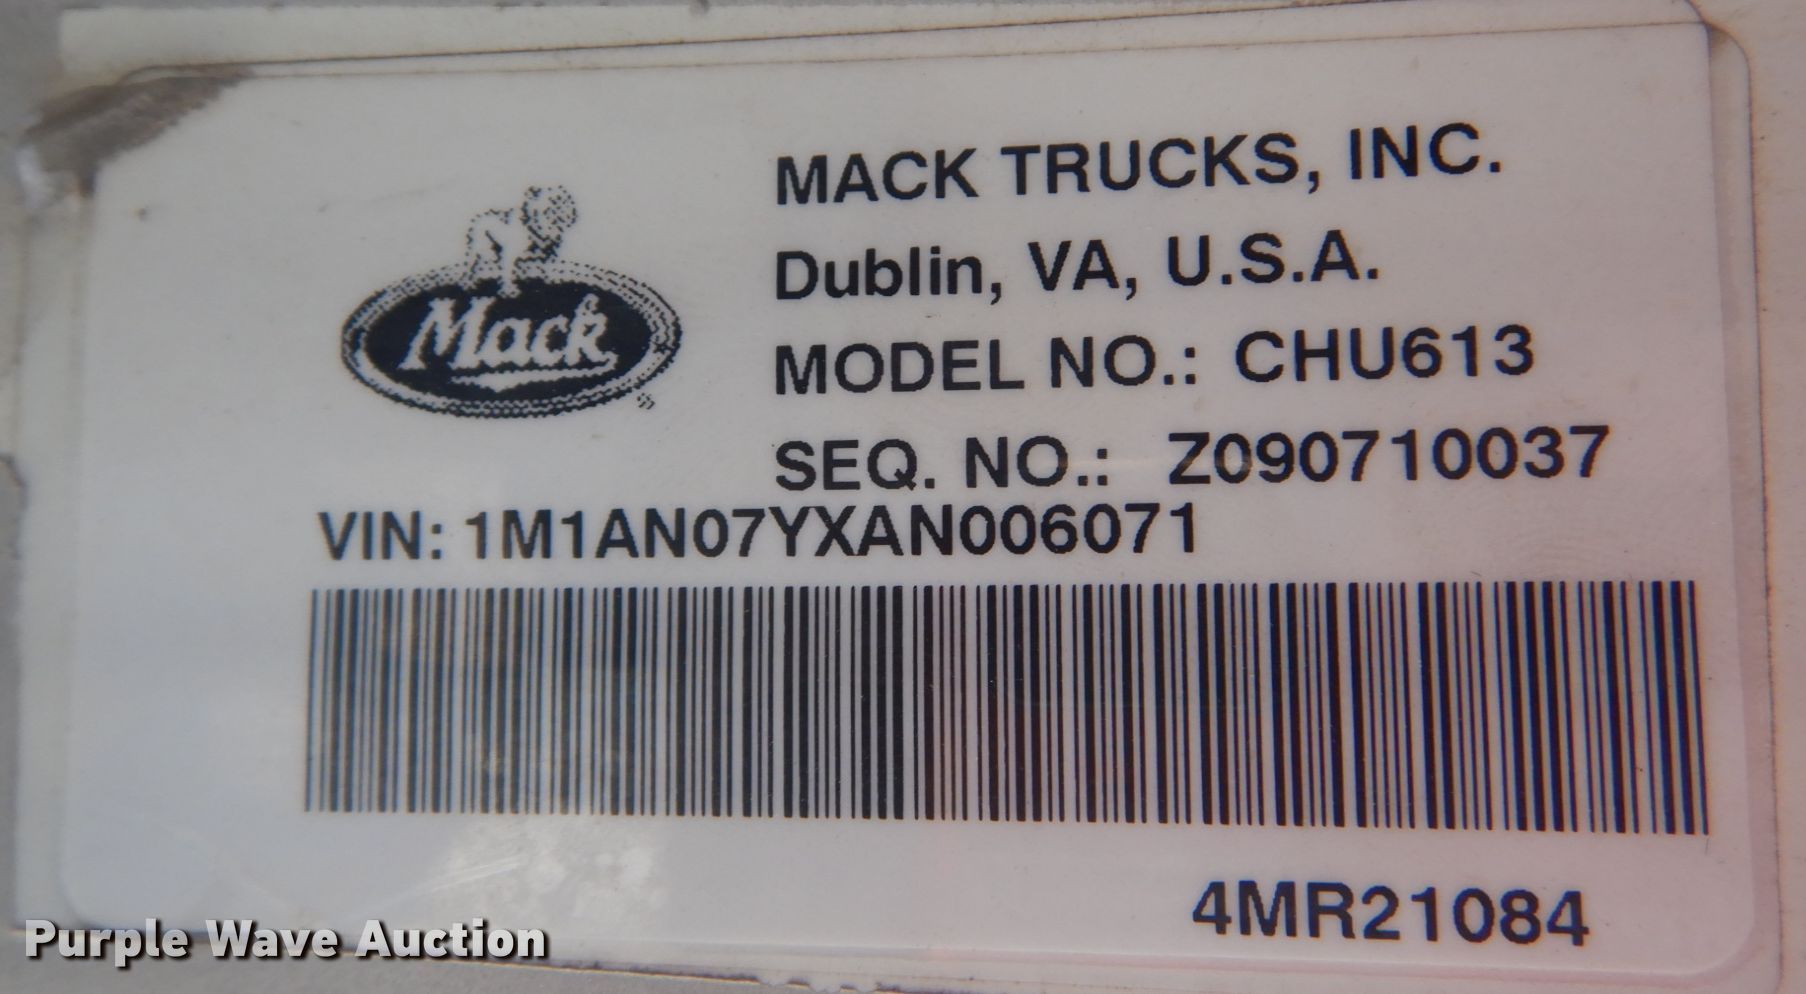 MACK TRUCKS, INC.
Dublin, VA, U.S.A.
Mack
MODEL NO.: CHU613
SEQ. NO.: Z090710037
VIN: 1M1AN07YXAN006071
4MR21084
Purple Wave Auction